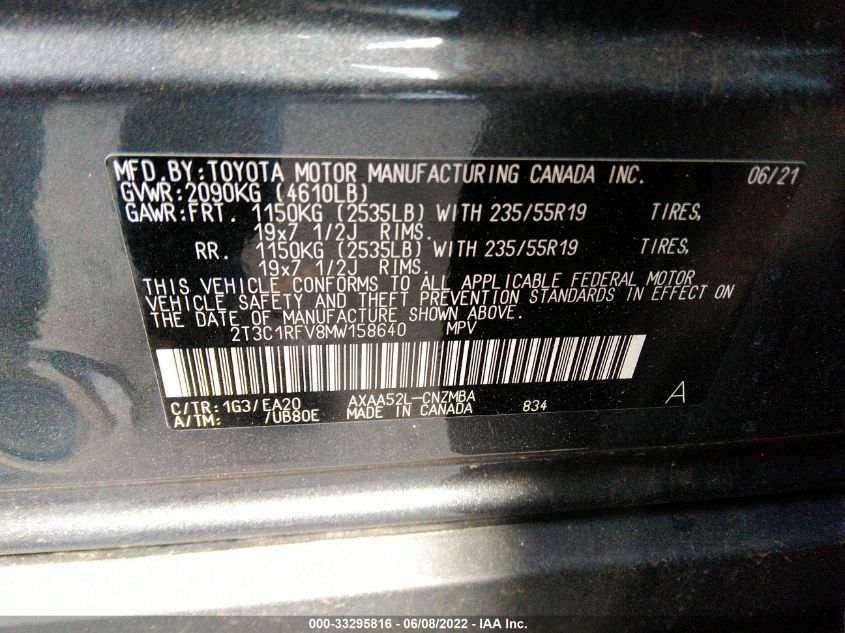 MFD.BY:TOYOTA MOTOR MANUFACTURING CANADA INC. 06/21
GVWR:2090KG (4610LB)
GAWR:FRT. 1150KG (2535LB) WITH 235/55R19 TIRES,
19x7 1/2J RIMS.
RR. 1150KG (2535LB) WITH 235/55R19 TIRES,
19x7 1/2J RIMS.
THIS VEHICLE CONFORMS TO ALL APPLICABLE FEDERAL MOTOR
VEHICLE SAFETY AND THEFT PREVENTION STANDARDS IN EFFECT ON
THE DATE OF MANUFACTURE SHOWN ABOVE.
2T3C1RFV8MW158640 MPV
C/TR: 1G3/EA20 AXAA52L-CNZMBA A
A/TM: /UB80E MADE IN CANADA 834
000-33295816 - 06/08/2022 - IAA Inc.